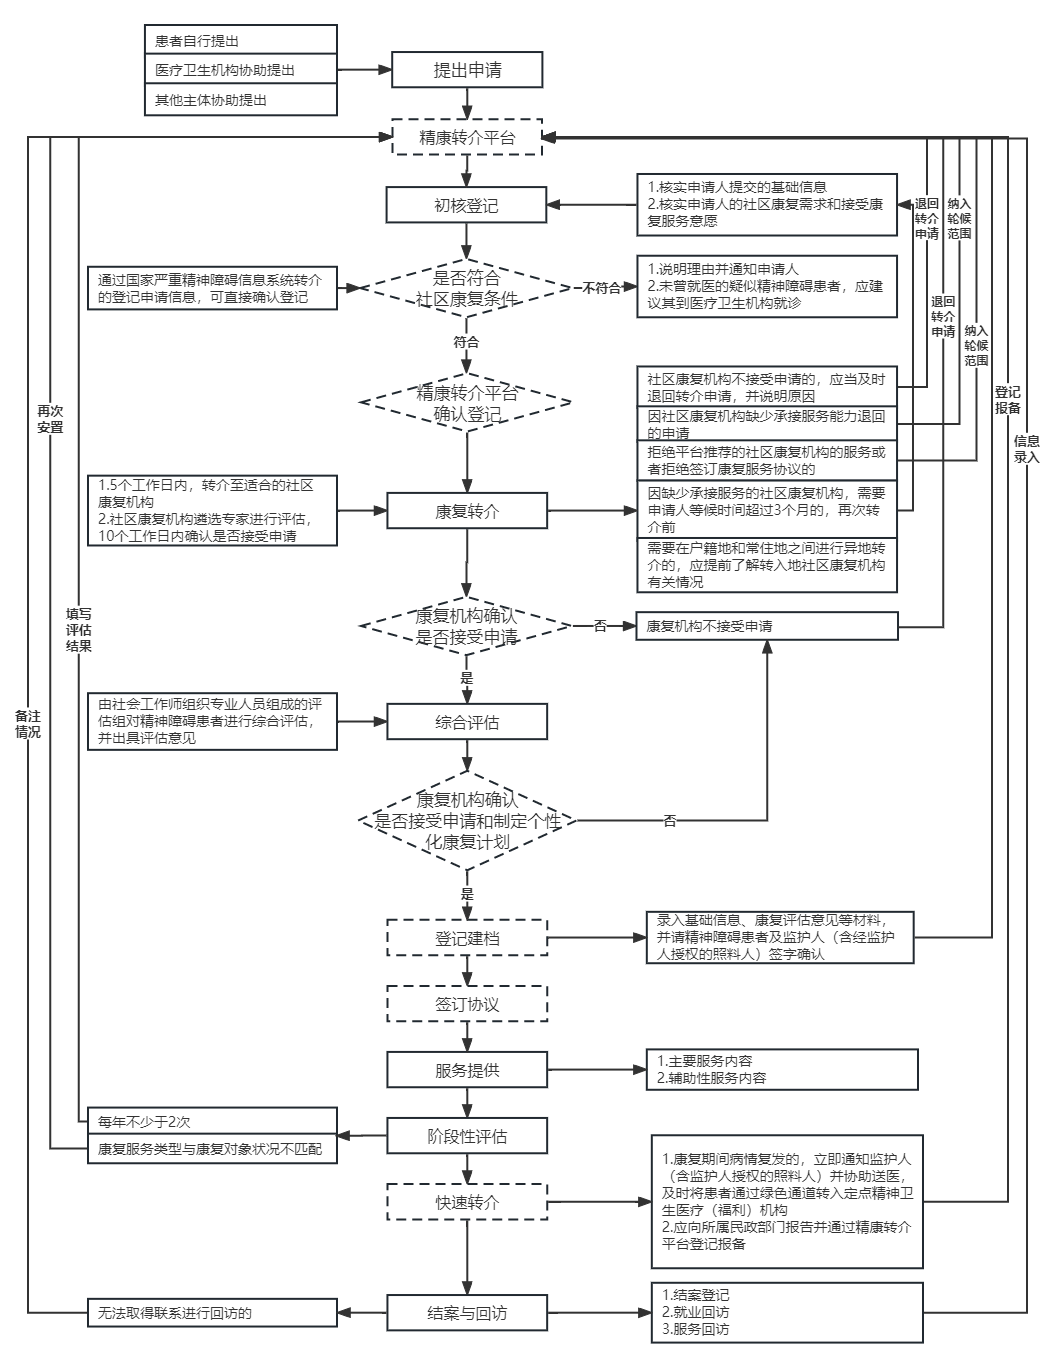 患者自行提出
医疗卫生机构协助提出
其他主体协助提出
提出申请
精康转介平台
初核登记
1.核实申请人提交的基础信息
2.核实申请人的社区康复需求和接受康
复服务意愿
退回
转介
申请
纳入
轮候
范围
通过国家严重精神障碍信息系统转介
的登记申请信息，可直接确认登记
是否符合
社区康复条件
不符合
1.说明理由并通知申请人
2.未曾就医的疑似精神障碍患者，应建
议其到医疗卫生机构就诊
退回
转介
申请
纳入
轮候
范围
符合
精康转介平台
确认登记
社区康复机构不接受申请的，应当及时
退回转介申请，并说明原因
因社区康复机构缺少承接服务能力退回
的申请
拒绝平台推荐的社区康复机构的服务或
者拒绝签订康复服务协议的
因缺少承接服务的社区康复机构，需要
申请人等候时间超过3个月的，再次转
介前
需要在户籍地和常住地之间进行异地转
介的，应提前了解转入地社区康复机构
有关情况
登记
报备
信息
录入
再次
安置
1.5个工作日内，转介至适合的社区
康复机构
2.社区康复机构遴选专家进行评估，
10个工作日内确认是否接受申请
康复转介
填写
评估
结果
康复机构确认
是否接受申请
否
康复机构不接受申请
是
备注
情况
由社会工作师组织专业人员组成的评
估组对精神障碍患者进行综合评估，
并出具评估意见
综合评估
康复机构确认
是否接受申请和制定个性
化康复计划
否
是
登记建档
录入基础信息、康复评估意见等材料，
并请精神障碍患者及监护人（含经监护
人授权的照料人）签字确认
签订协议
服务提供
1.主要服务内容
2.辅助性服务内容
每年不少于2次
康复服务类型与康复对象状况不匹配
阶段性评估
快速转介
1.康复期间病情复发的，立即通知监护人
（含监护人授权的照料人）并协助送医，
及时将患者通过绿色通道转入定点精神卫
生医疗（福利）机构
2.应向所属民政部门报告并通过精康转介
平台登记报备
无法取得联系进行回访的
结案与回访
1.结案登记
2.就业回访
3.服务回访